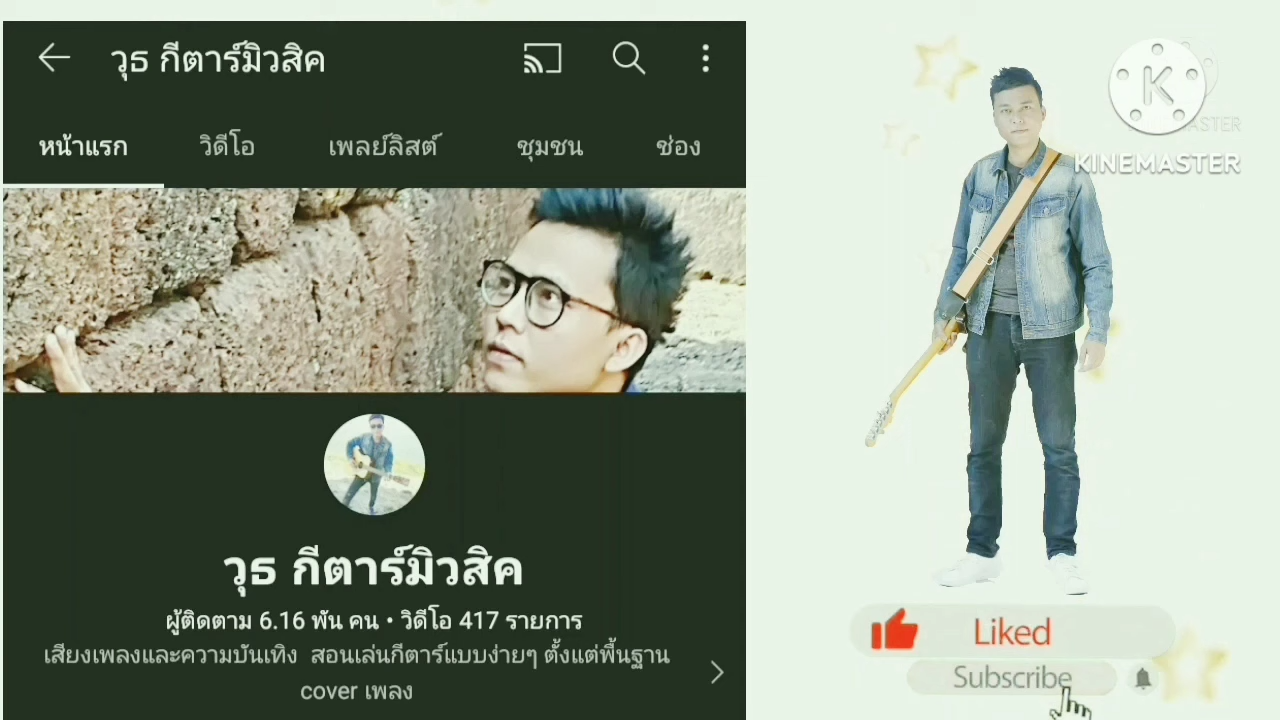 วุธ กีตาร์มิวสิค
หน้าแรก วิดีโอ เพลย์ลิสต์ ชุมชน ช่อง
วุธ กีตาร์มิวสิค
ผู้ติดตาม 6.16 พัน คน • วิดีโอ 417 รายการ
เสียงเพลงและความบันเทิง สอนเล่นกีตาร์แบบง่ายๆ ตั้งแต่พื้นฐาน
cover เพลง
K
KINEMASTER
Liked
Subscribe